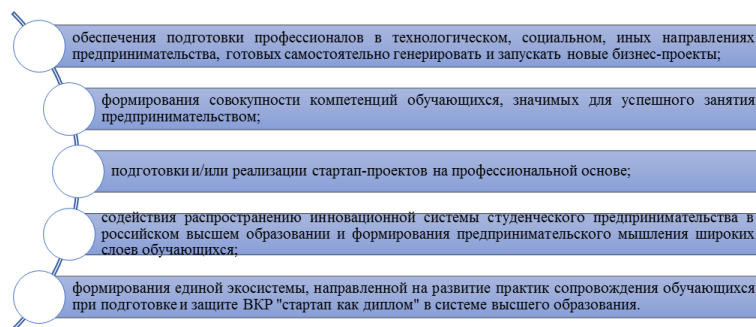 обеспечения подготовки профессионалов в технологическом, социальном, иных направлениях
предпринимательства, готовых самостоятельно генерировать и запускать новые бизнес-проекты;
формирования совокупности компетенций обучающихся, значимых для успешного занятия
предпринимательством;
подготовки и/или реализации стартап-проектов на профессиональной основе;
содействия распространению инновационной системы студенческого предпринимательства в
российском высшем образовании и формирования предпринимательского мышления широких
слоев обучающихся;
формирования единой экосистемы, направленной на развитие практик сопровождения обучающихся
при подготовке и защите ВКР "стартап как диплом" в системе высшего образования.